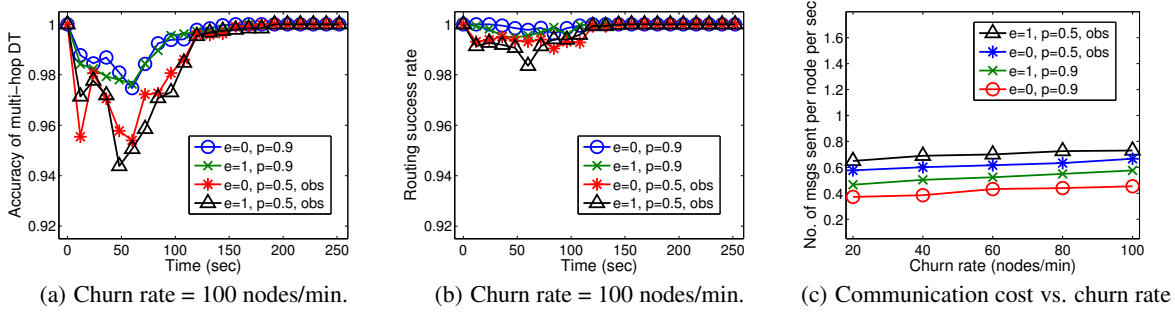 Accuracy of multi−hop DT
1
0.98
0.96
0.94
0.92
0 50 100 150 200 250
Time (sec)
e=0, p=0.9
e=1, p=0.9
e=0, p=0.5, obs
e=1, p=0.5, obs
(a) Churn rate = 100 nodes/min.
Routing success rate
1
0.98
0.96
0.94
0.92
0 50 100 150 200 250
Time (sec)
e=0, p=0.9
e=1, p=0.9
e=0, p=0.5, obs
e=1, p=0.5, obs
(b) Churn rate = 100 nodes/min.
No. of msgs sent per node per sec
1.6
1.4
1.2
1
0.8
0.6
0.4
0.2
20 40 60 80 100
Churn rate (nodes/min)
e=1, p=0.5, obs
e=0, p=0.5, obs
e=1, p=0.9
e=0, p=0.9
(c) Communication cost vs. churn rate